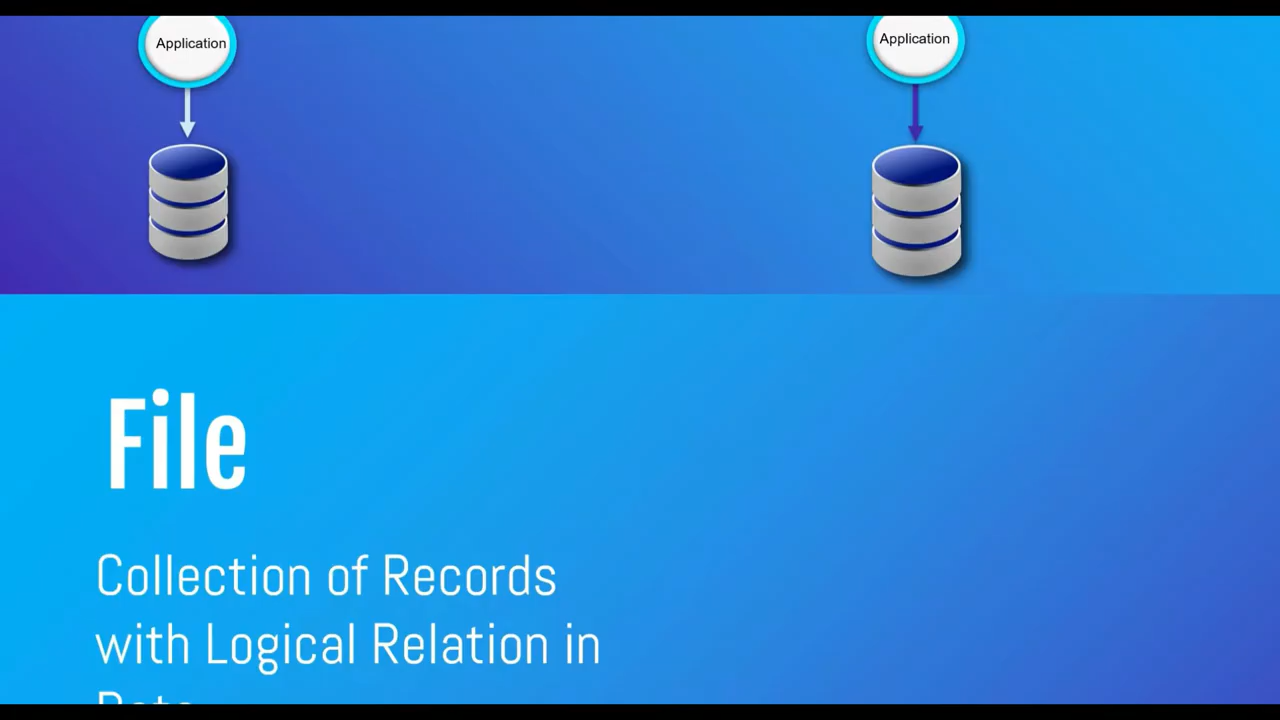 Application
Application
File
Collection of Records
with Logical Relation in